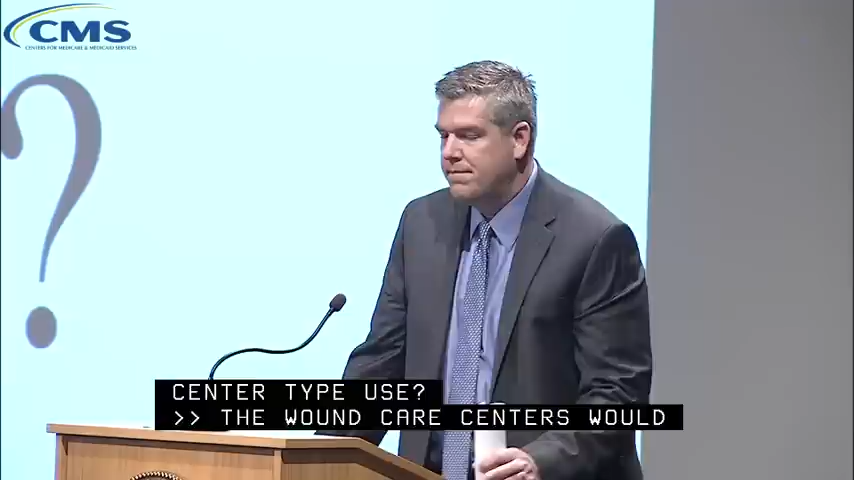 CMS
CENTERS FOR MEDICARE & MEDICAID SERVICES
?
CENTER TYPE USE?
>> THE WOUND CARE CENTERS WOULD